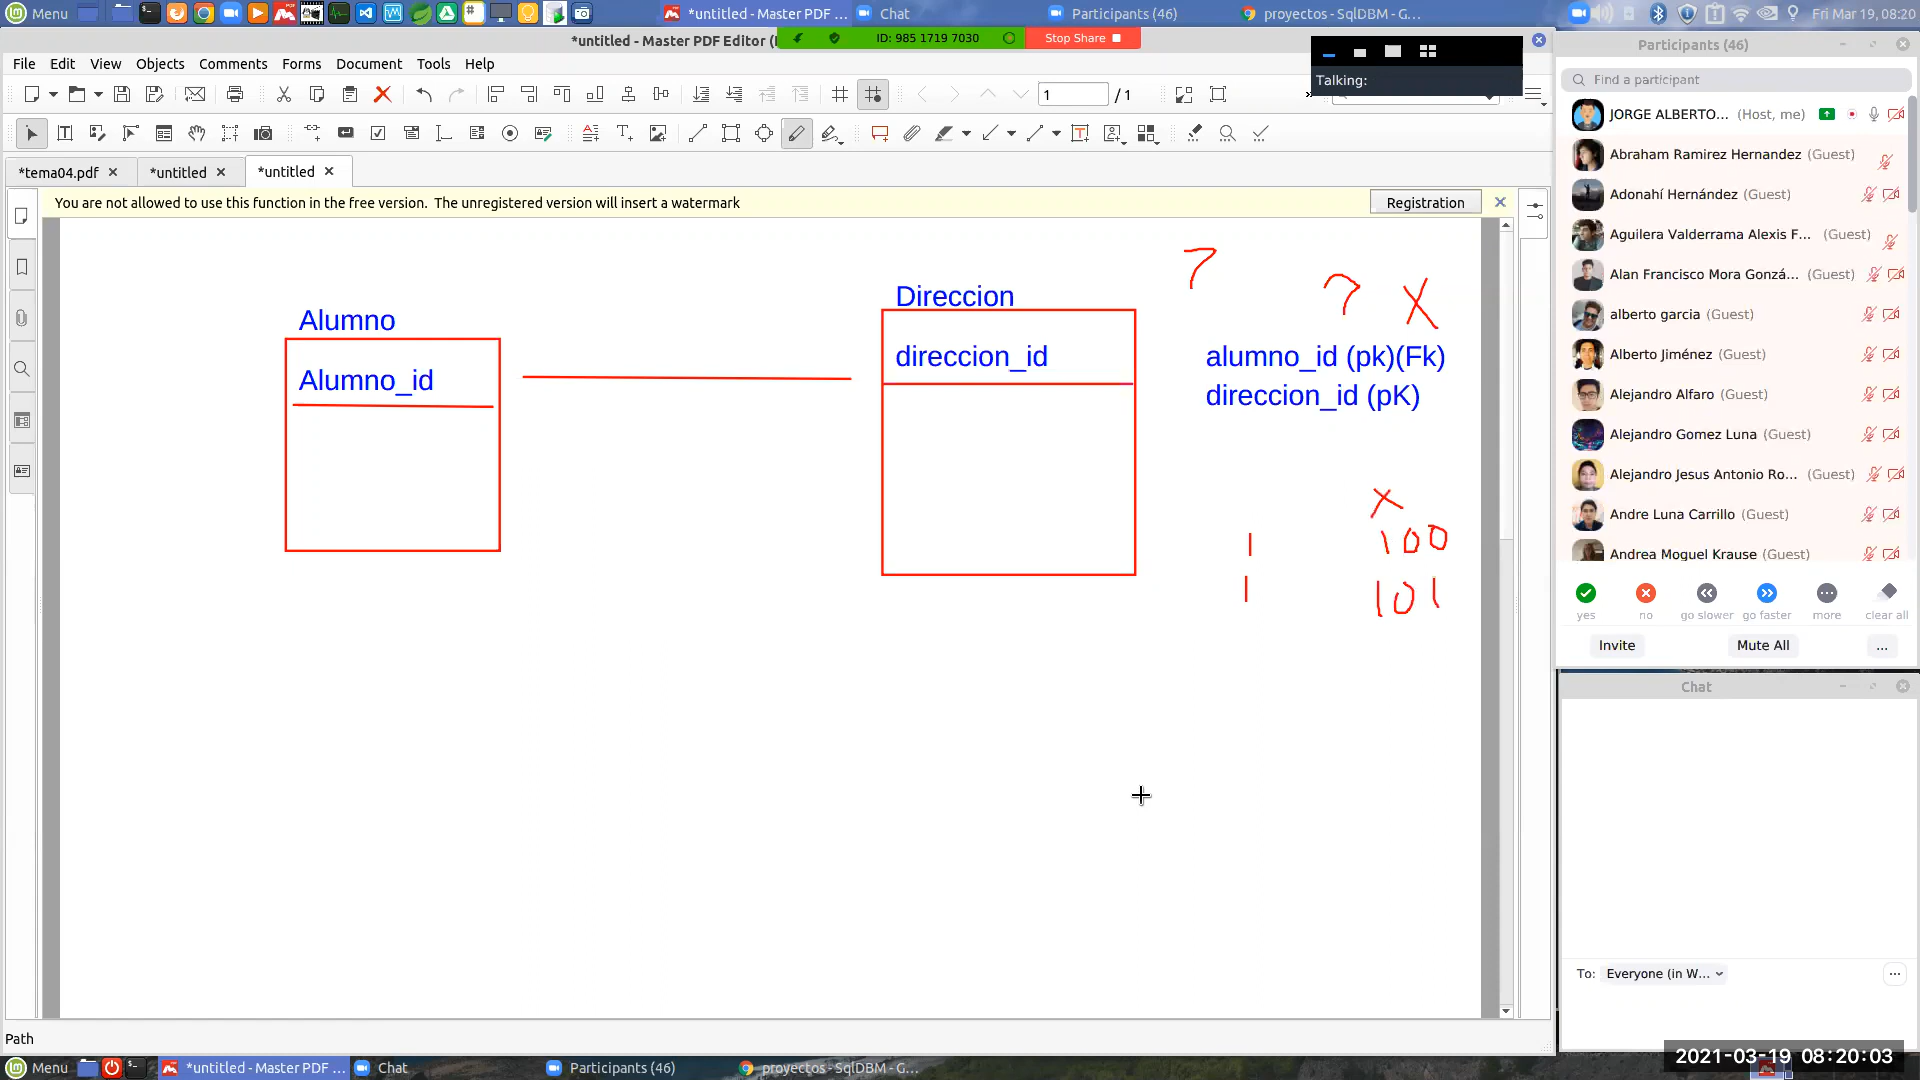 Menu
*untitled - Master PDF ...
Chat
Participants (46)
proyectos - SqlDBM - G...
Fri Mar 19, 08:20
*untitled - Master PDF Editor (
ID: 985 1719 7030
Stop Share
File Edit View Objects Comments Forms Document Tools Help
Talking:
1 / 1
*tema04.pdf
*untitled
*untitled
You are not allowed to use this function in the free version. The unregistered version will insert a watermark
Registration
?
Direccion
? X
Alumno
direccion_id
alumno_id (pk)(Fk)
Alumno_id
direccion_id (pK)
x
1 100
1 101
Path
Participants (46)
Find a participant
JORGE ALBERTO... (Host, me)
Abraham Ramirez Hernandez (Guest)
Adonahí Hernández (Guest)
Aguilera Valderrama Alexis F... (Guest)
Alan Francisco Mora Gonzá... (Guest)
alberto garcia (Guest)
Alberto Jiménez (Guest)
Alejandro Alfaro (Guest)
Alejandro Gomez Luna (Guest)
Alejandro Jesus Antonio Ro... (Guest)
Andre Luna Carrillo (Guest)
Andrea Moguel Krause (Guest)
yes no go slower go faster more clear all
Invite
Mute All
...
Chat
To: Everyone (in W...
Menu
*untitled - Master PDF ...
Chat
Participants (46)
proyectos - SqlDBM - G...
2021-03-19 08:20:03